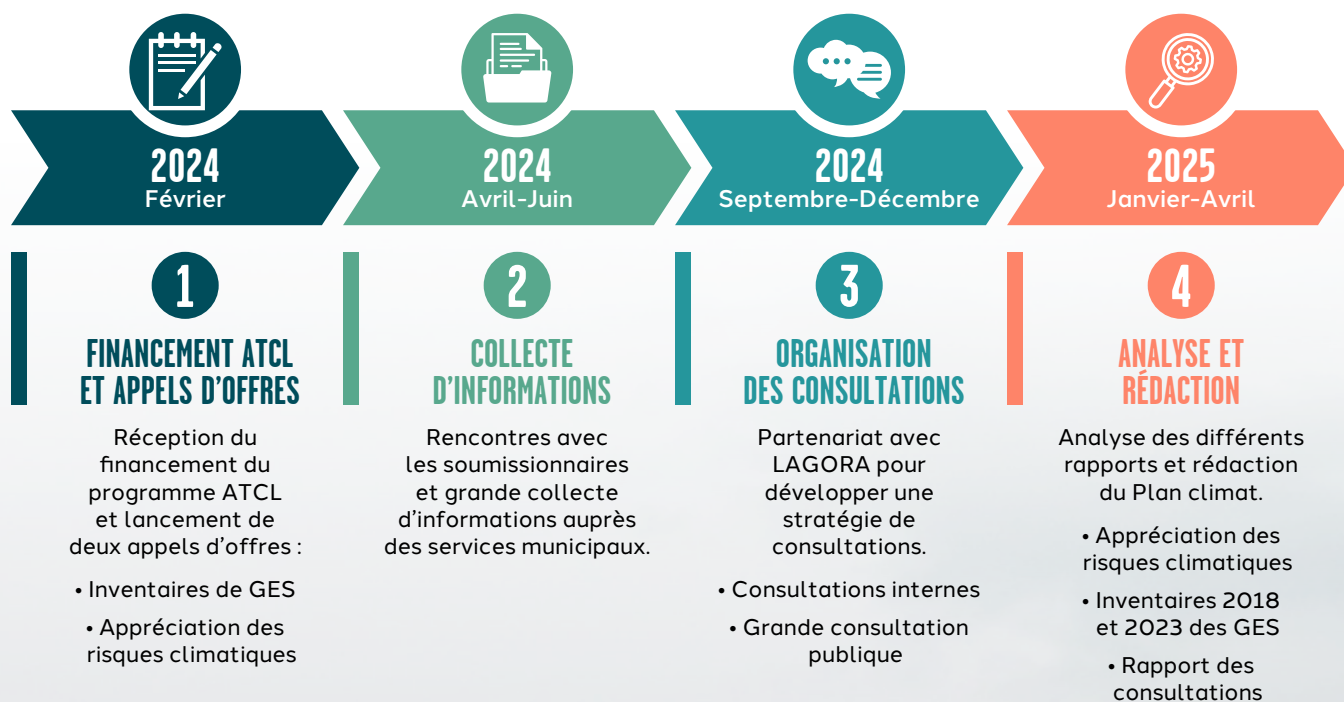 2024
Février
1
FINANCEMENT ATCL
ET APPELS D'OFFRES
Réception du
financement du
programme ATCL
et lancement de
deux appels d'offres :
• Inventaires de GES
• Appréciation des
risques climatiques
2024
Avril-Juin
2
COLLECTE
D'INFORMATIONS
Rencontres avec
les soumissionnaires
et grande collecte
d'informations auprès
des services municipaux.
2024
Septembre-Décembre
3
ORGANISATION
DES CONSULTATIONS
Partenariat avec
LAGORA pour
développer une
stratégie de
consultations.
• Consultations internes
• Grande consultation
publique
2025
Janvier-Avril
4
ANALYSE ET
RÉDACTION
Analyse des différents
rapports et rédaction
du Plan climat.
• Appréciation des
risques climatiques
• Inventaires 2018
et 2023 des GES
• Rapport des
consultations